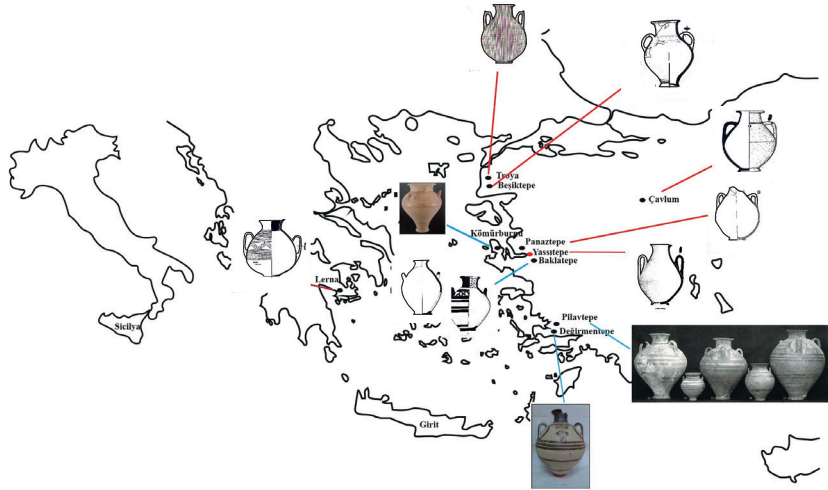 Troya
Beşiktepe
Çavlum
Kömürburnu
Panaztepe
Yassıtepe
Baklatepe
Lerna
Pilavtepe
Değirmentepe
Sicilya
Girit